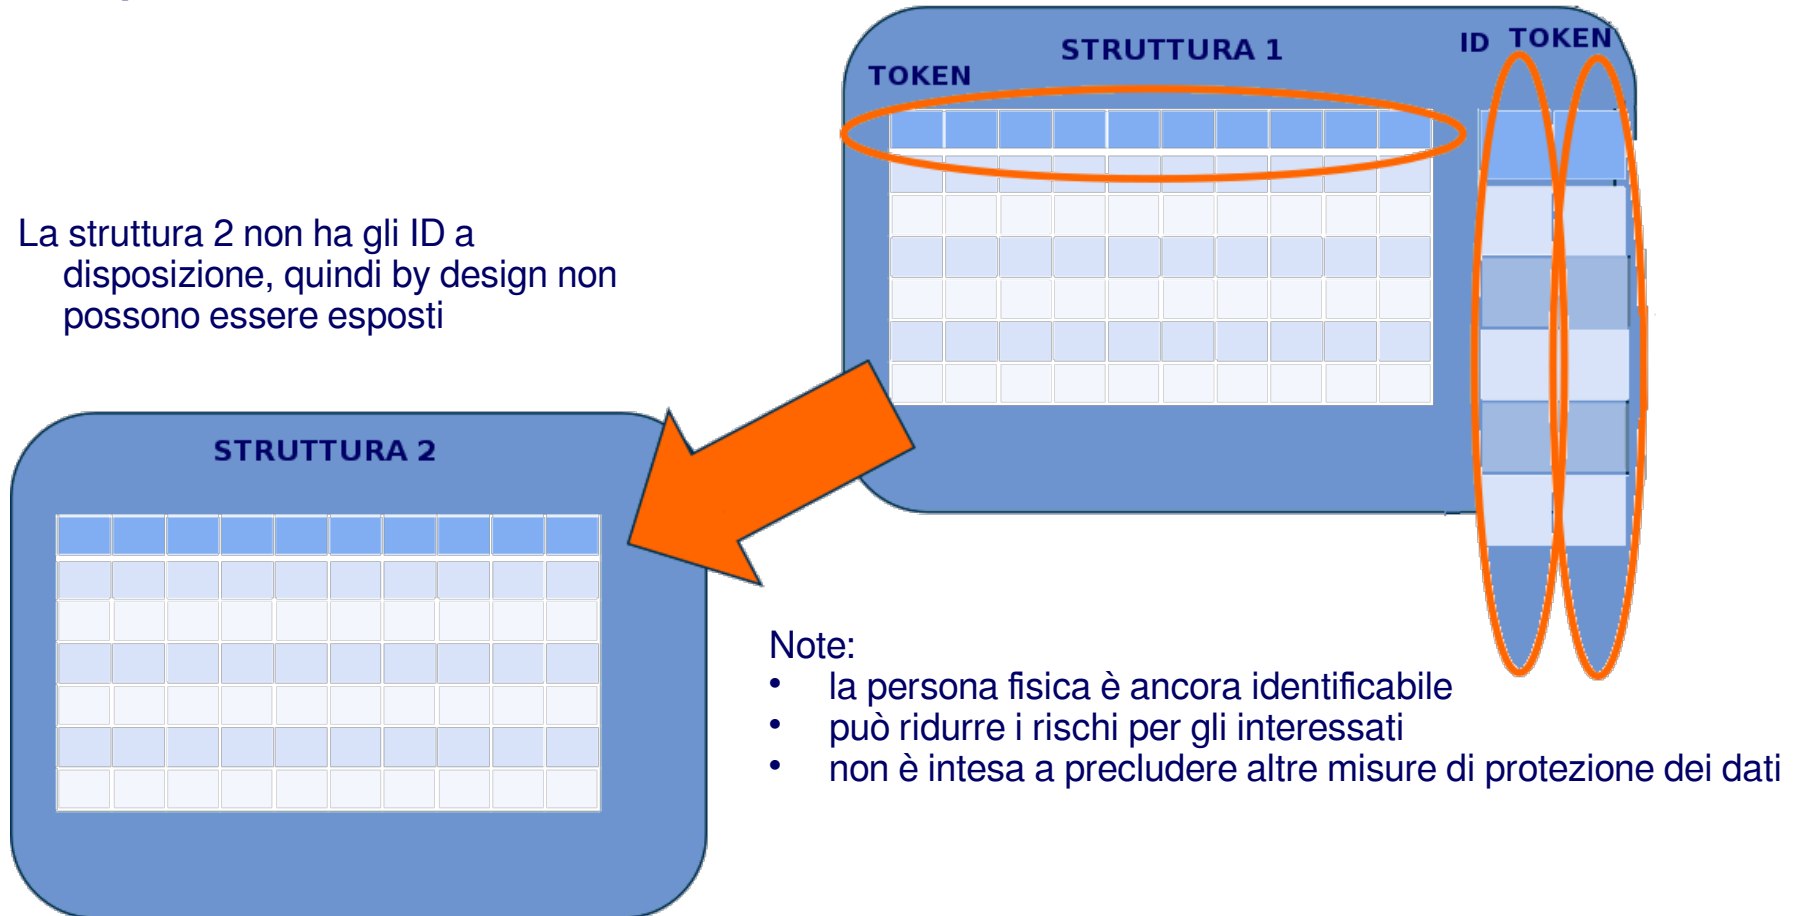 STRUTTURA 1
ID TOKEN
TOKEN
La struttura 2 non ha gli ID a
disposizione, quindi by design non
possono essere esposti
STRUTTURA 2
Note:
• la persona fisica è ancora identificabile
• può ridurre i rischi per gli interessati
• non è intesa a precludere altre misure di protezione dei dati